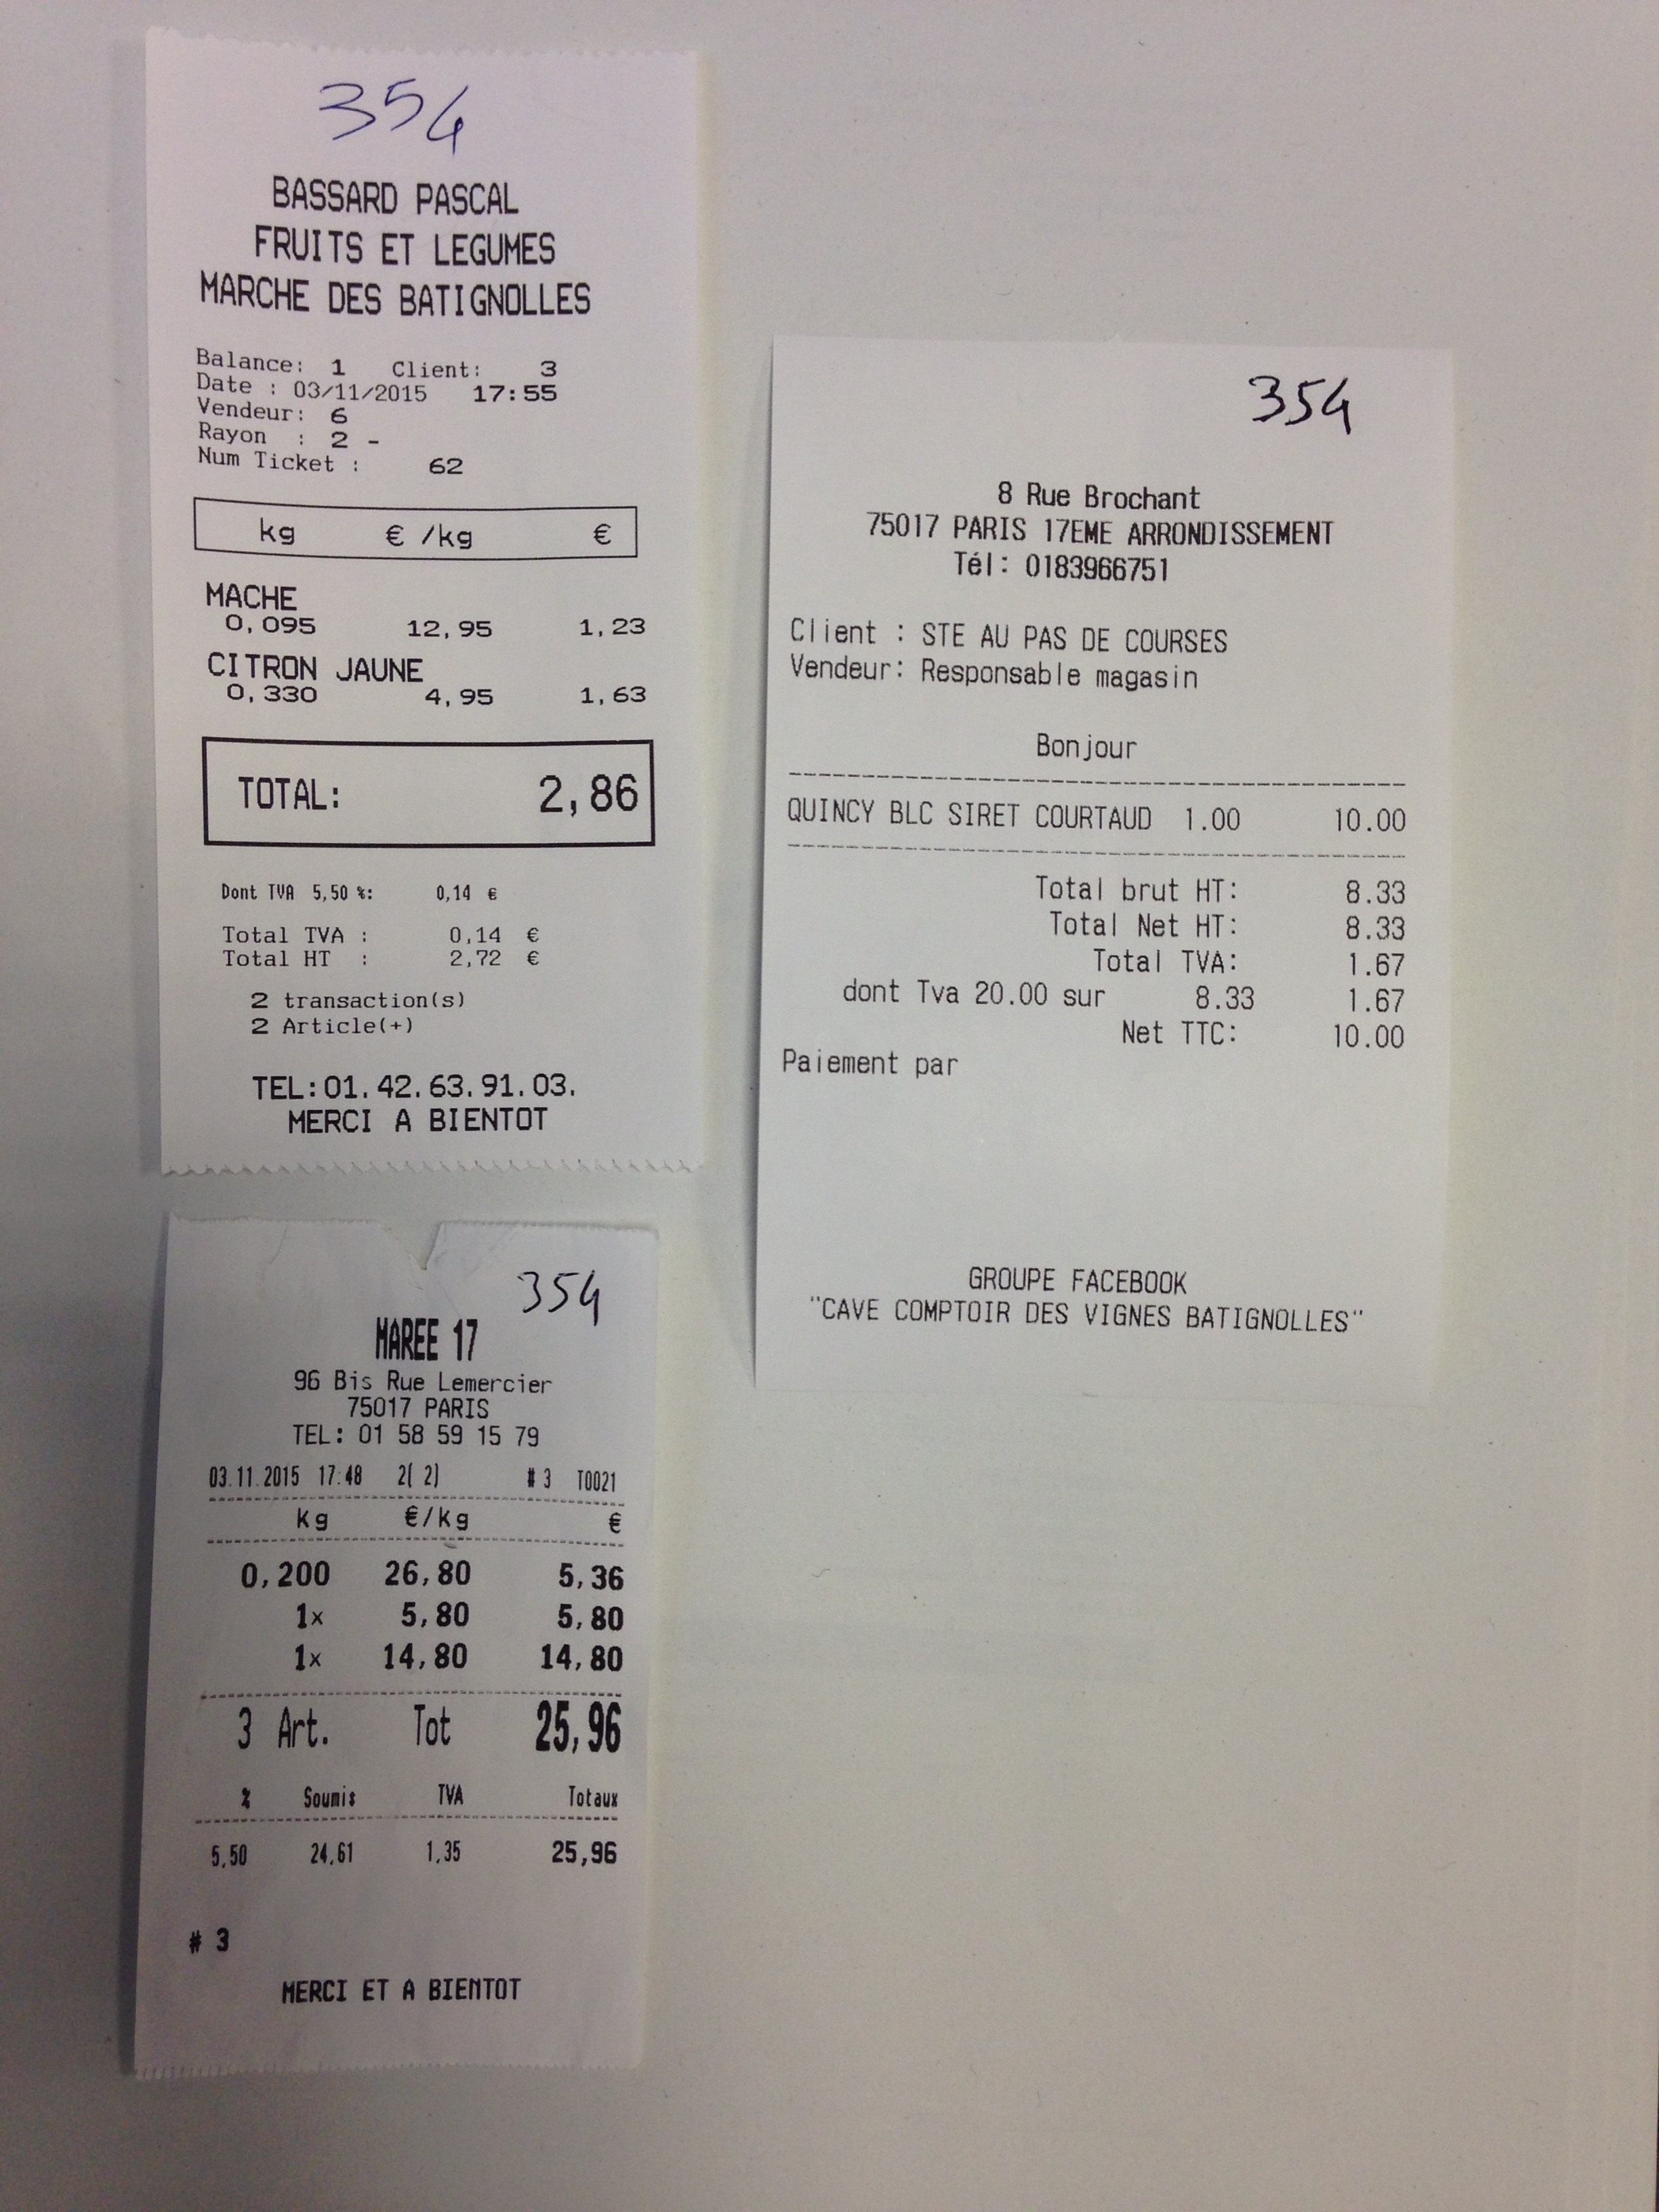 354
BASSARD PASCAL
FRUITS ET LEGUMES
MARCHE DES BATIGNOLLES
Balance: 1 Client: 3
Date : 03/11/2015 17:55
Vendeur: 6
Rayon : 2 -
Num Ticket : 62
kg € /kg €
MACHE
0,095 12,95 1,23
CITRON JAUNE
0,330 4,95 1,63
TOTAL: 2,86
Dont TVA 5,50 %: 0,14 €
Total TVA : 0,14 €
Total HT : 2,72 €
2 transaction(s)
2 Article(+)
TEL:01.42.63.91.03.
MERCI A BIENTOT
354
8 Rue Brochant
75017 PARIS 17EME ARRONDISSEMENT
Tél: 0183966751
Client : STE AU PAS DE COURSES
Vendeur: Responsable magasin
Bonjour
QUINCY BLC SIRET COURTAUD 1.00 10.00
Total brut HT: 8.33
Total Net HT: 8.33
Total TVA: 1.67
dont Tva 20.00 sur 8.33 1.67
Net TTC: 10.00
Paiement par
GROUPE FACEBOOK
"CAVE COMPTOIR DES VIGNES BATIGNOLLES"
354
MAREE 17
96 Bis Rue Lemercier
75017 PARIS
TEL: 01 58 59 15 79
03.11.2015 17:48 2( 2) # 3 T0021
kg €/kg €
0,200 26,80 5,36
1x 5,80 5,80
1x 14,80 14,80
3 Art. Tot 25,96
% Soumis TVA Totaux
5,50 24,61 1,35 25,96
# 3
MERCI ET A BIENTOT